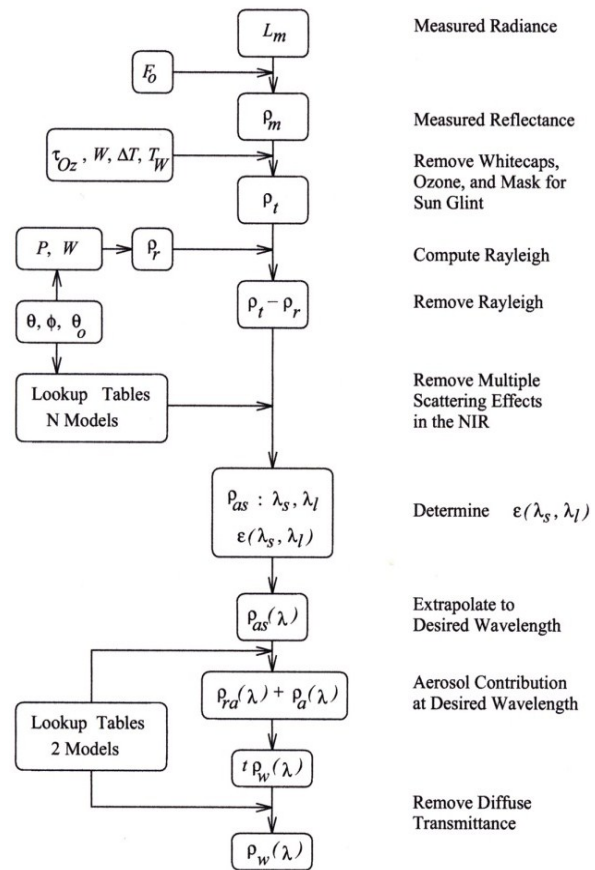 L_m Measured Radiance
F_o
ρ_m Measured Reflectance
τ_Oz , W, ΔT, T_W Remove Whitecaps,
Ozone, and Mask for
ρ_t Sun Glint
P, W ρ_r Compute Rayleigh
ρ_t − ρ_r Remove Rayleigh
θ, ϕ, θ_o
Lookup Tables Remove Multiple
N Models Scattering Effects
in the NIR
ρ_as : λ_s, λ_l
ε(λ_s, λ_l) Determine ε(λ_s, λ_l)
ρ_as(λ) Extrapolate to
Desired Wavelength
ρ_ra(λ) + ρ_a(λ) Aerosol Contribution
at Desired Wavelength
Lookup Tables
2 Models
t ρ_w(λ)
Remove Diffuse
Transmittance
ρ_w(λ)